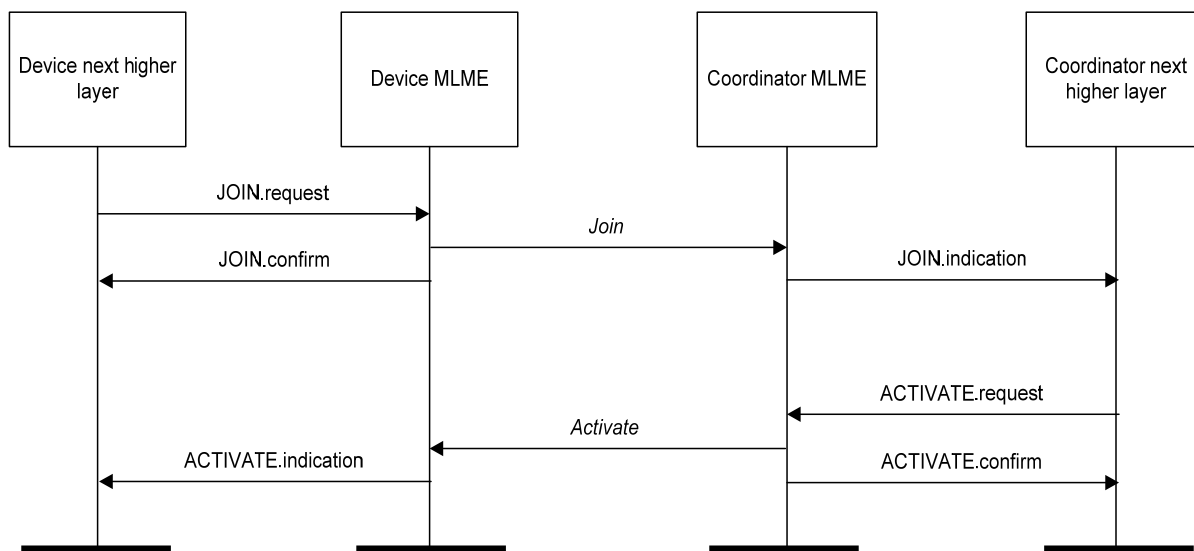 Device next higher
layer
Device MLME
Coordinator MLME
Coordinator next
higher layer
JOIN.request
Join
JOIN.confirm
JOIN.indication
ACTIVATE.request
Activate
ACTIVATE.indication
ACTIVATE.confirm